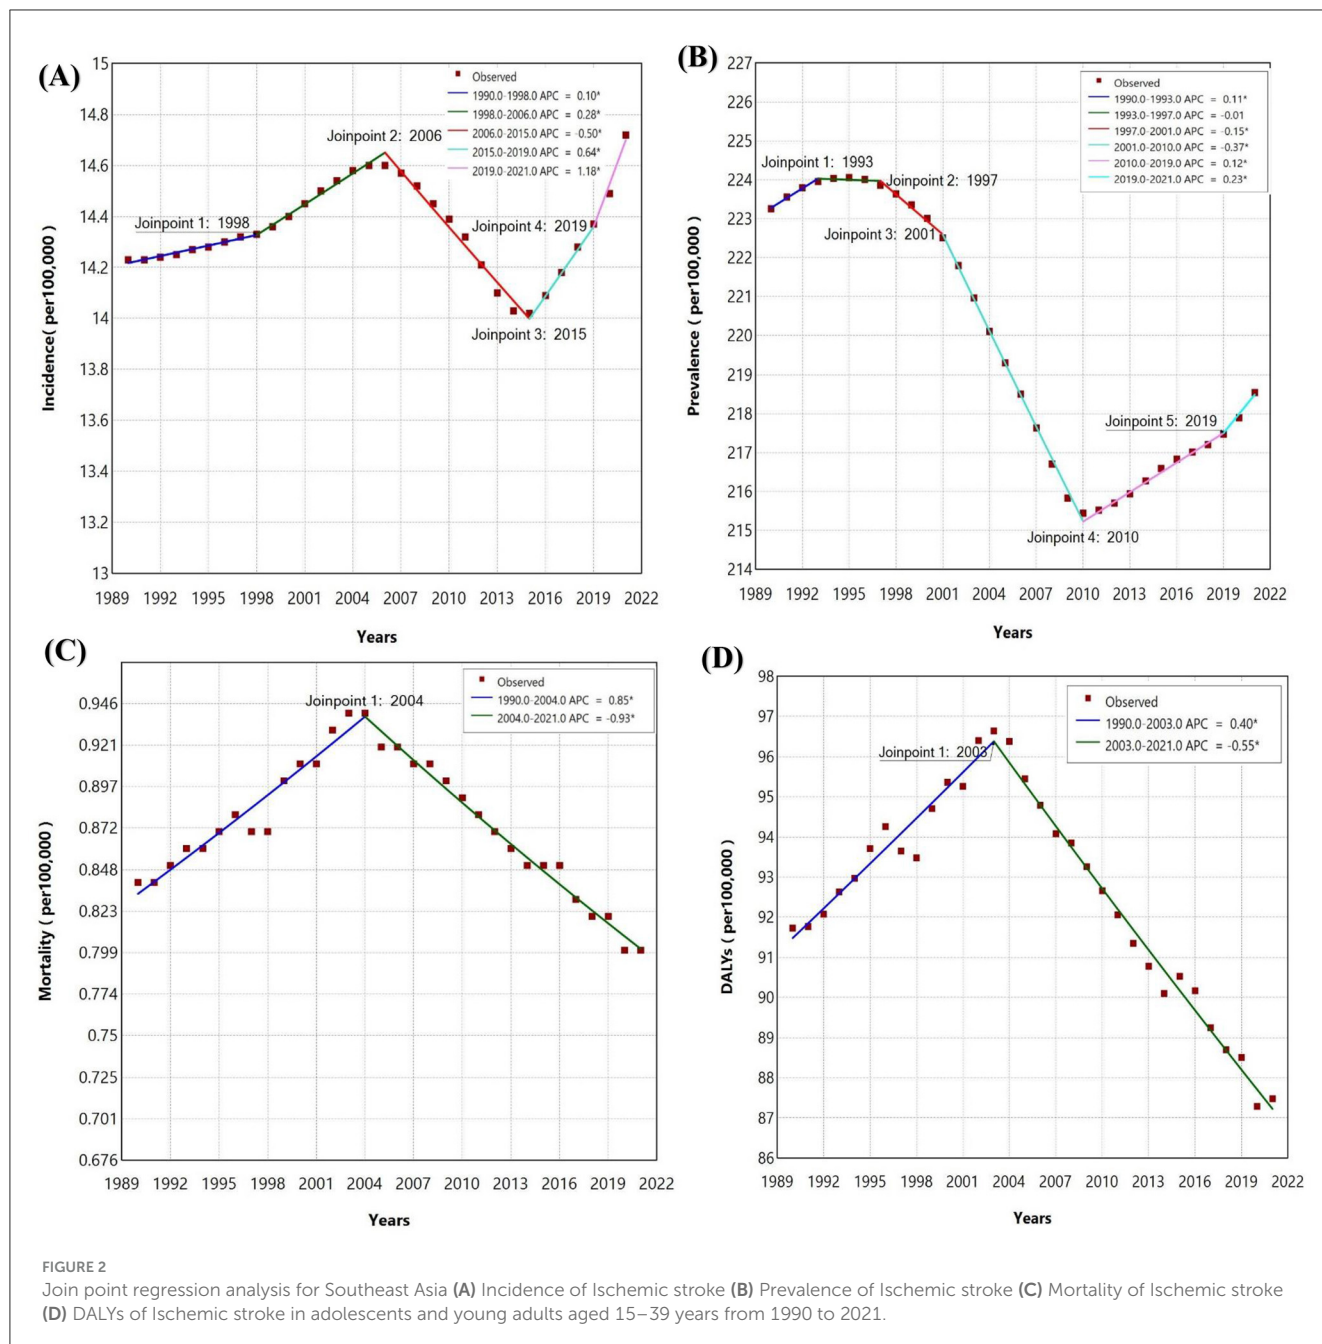 (A)
15
14.8
14.6
14.4
14.2
14
13.8
13.6
13.4
13.2
13
Incidence( per100,000)
Observed
1990.0-1998.0 APC = 0.10*
1998.0-2006.0 APC = 0.28*
2006.0-2015.0 APC = -0.50*
2015.0-2019.0 APC = 0.64*
2019.0-2021.0 APC = 1.18*
Joinpoint 2: 2006
Joinpoint 1: 1998
Joinpoint 4: 2019
Joinpoint 3: 2015
1989 1992 1995 1998 2001 2004 2007 2010 2013 2016 2019 2022
Years
(B)
227
226
225
224
223
222
221
220
219
218
217
216
215
214
Prevalence ( per100,000)
Observed
1990.0-1993.0 APC = 0.11*
1993.0-1997.0 APC = -0.01
1997.0-2001.0 APC = -0.15*
2001.0-2010.0 APC = -0.37*
2010.0-2019.0 APC = 0.12*
2019.0-2021.0 APC = 0.23*
Joinpoint 1: 1993
Joinpoint 2: 1997
Joinpoint 3: 2001
Joinpoint 5: 2019
Joinpoint 4: 2010
1989 1992 1995 1998 2001 2004 2007 2010 2013 2016 2019 2022
Years
(C)
0.946
0.921
0.897
0.872
0.848
0.823
0.799
0.774
0.75
0.725
0.701
0.676
Mortality ( per100,000)
Observed
1990.0-2004.0 APC = 0.85*
2004.0-2021.0 APC = -0.93*
Joinpoint 1: 2004
1989 1992 1995 1998 2001 2004 2007 2010 2013 2016 2019 2022
Years
(D)
98
97
96
95
94
93
92
91
90
89
88
87
86
DALYs ( per100,000)
Observed
1990.0-2003.0 APC = 0.40*
2003.0-2021.0 APC = -0.55*
Joinpoint 1: 2003
1989 1992 1995 1998 2001 2004 2007 2010 2013 2016 2019 2022
Years
FIGURE 2
Join point regression analysis for Southeast Asia (A) Incidence of Ischemic stroke (B) Prevalence of Ischemic stroke (C) Mortality of Ischemic stroke
(D) DALYs of Ischemic stroke in adolescents and young adults aged 15–39 years from 1990 to 2021.